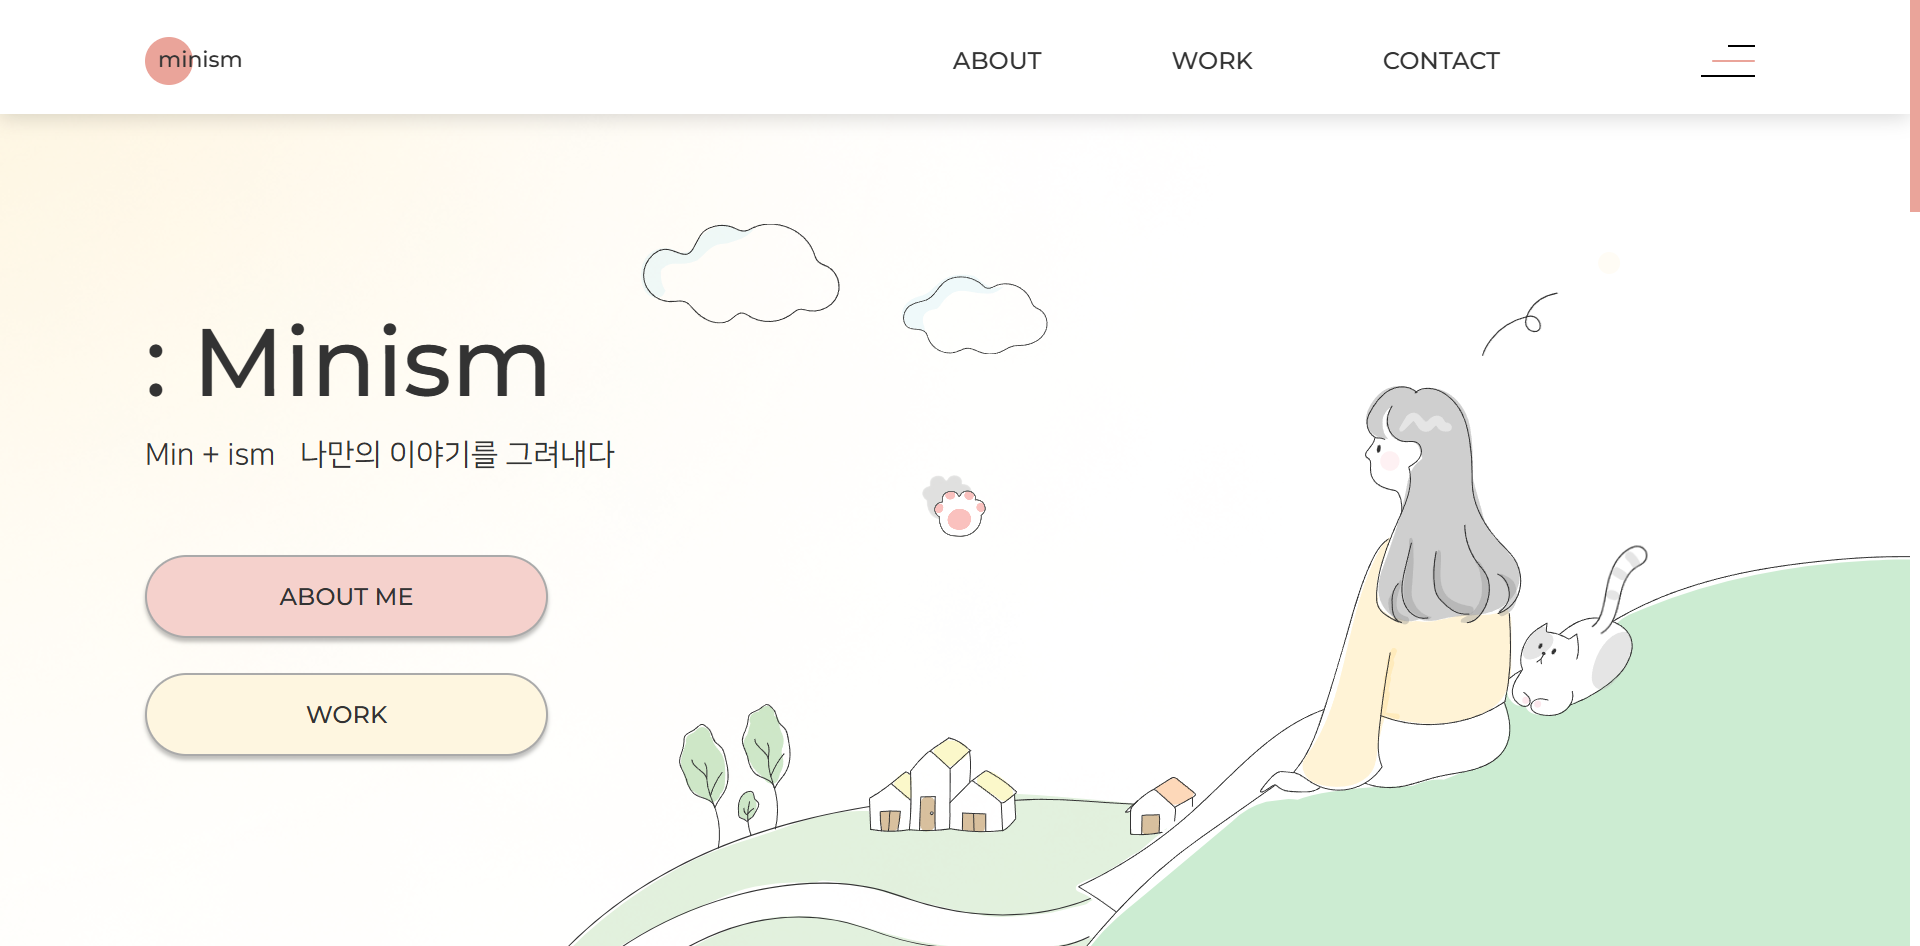 minism
ABOUT
WORK
CONTACT
: Minism
Min + ism 나만의 이야기를 그려내다
ABOUT ME
WORK